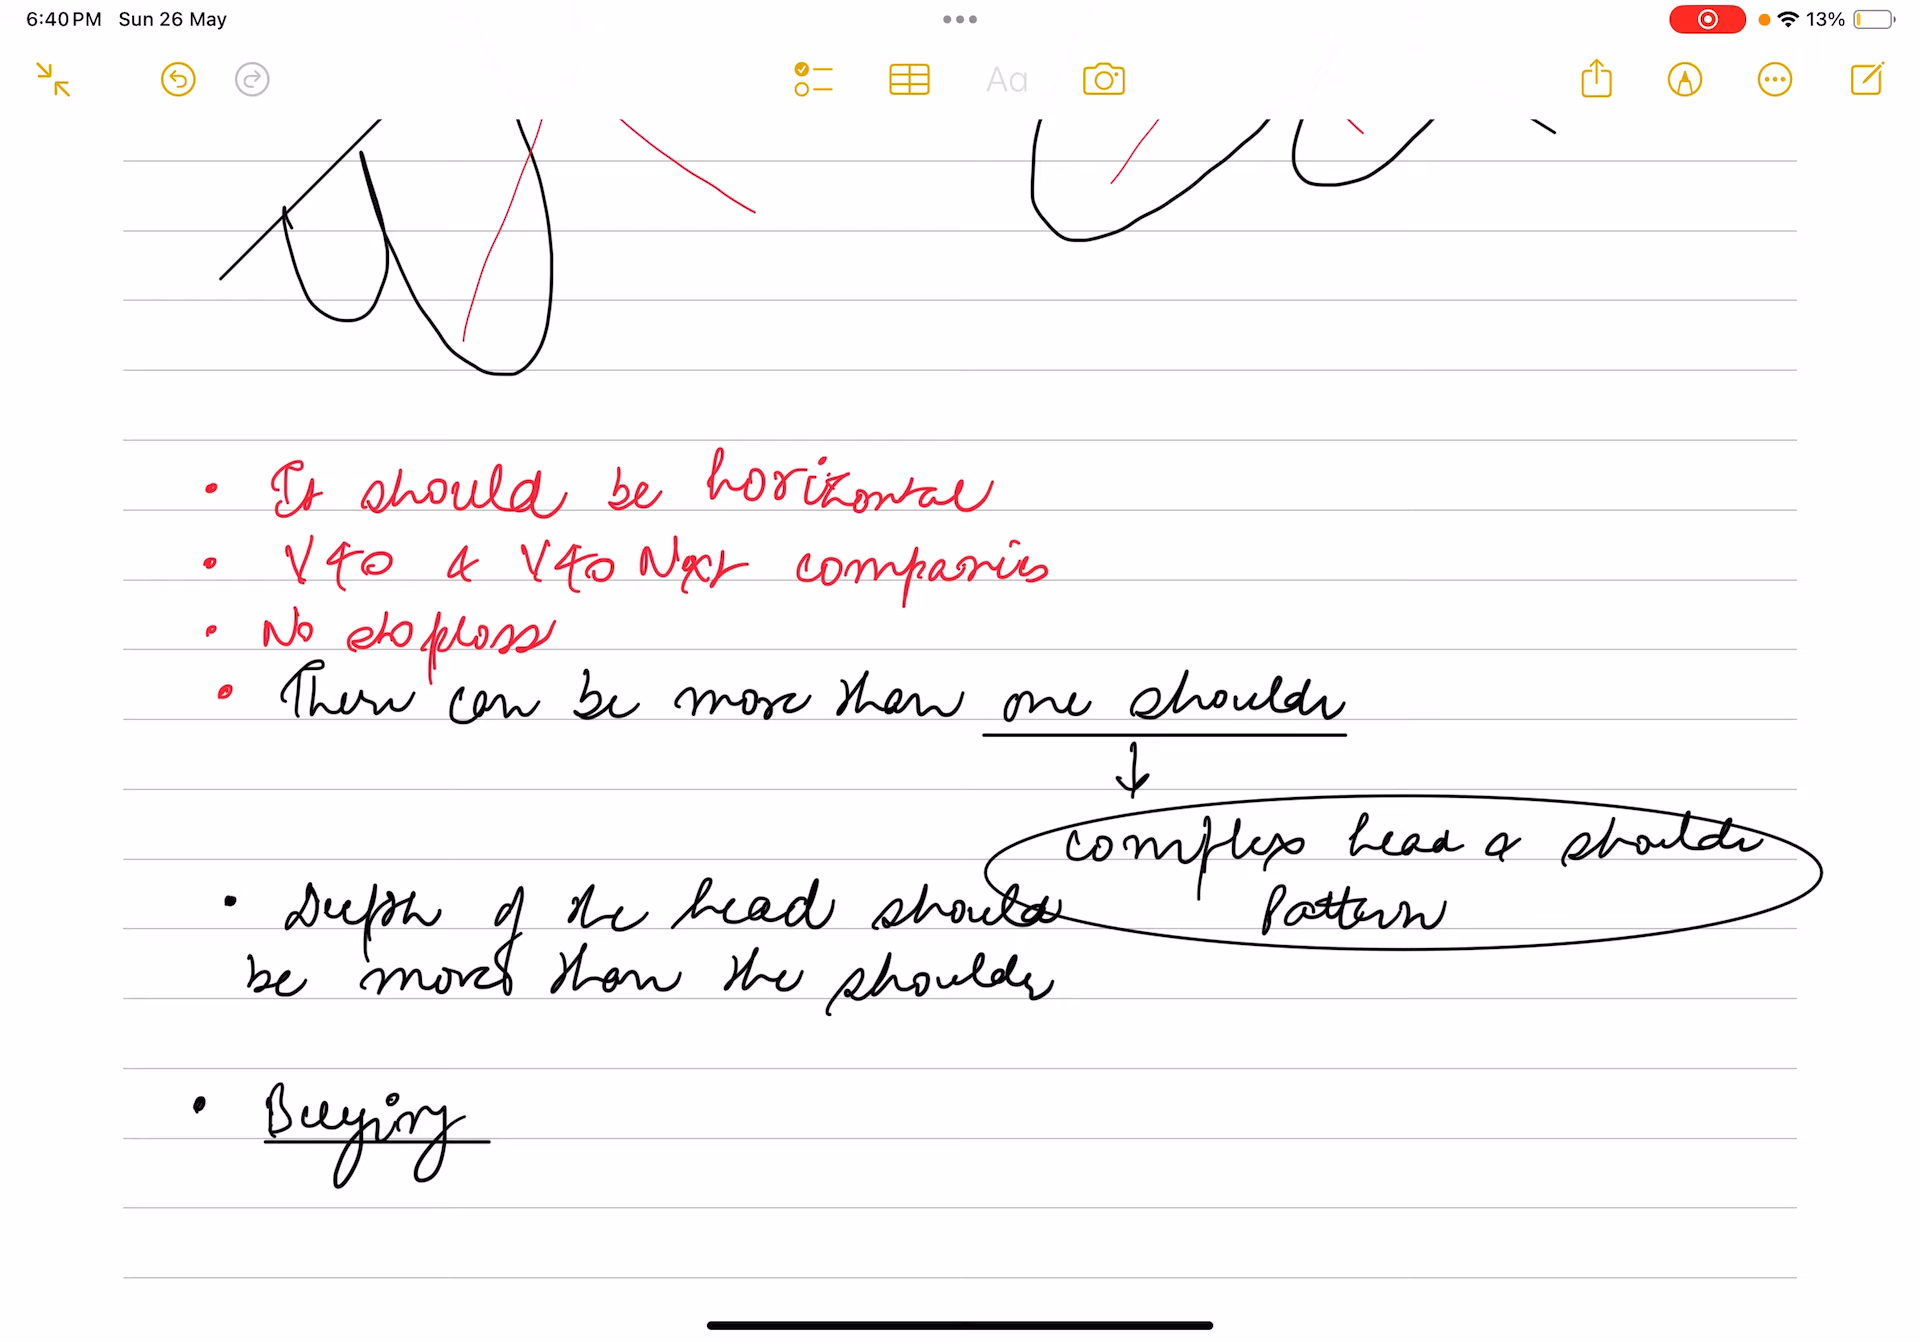 6:40 PM Sun 26 May
13%
Aa
• It should be horizontal
• V40 & V40 Next companies
• No stoploss
• There can be more than one shoulder
↓
complex head & shoulder
Pattern
• Depth of the head should
be more than the shoulder
• Buying